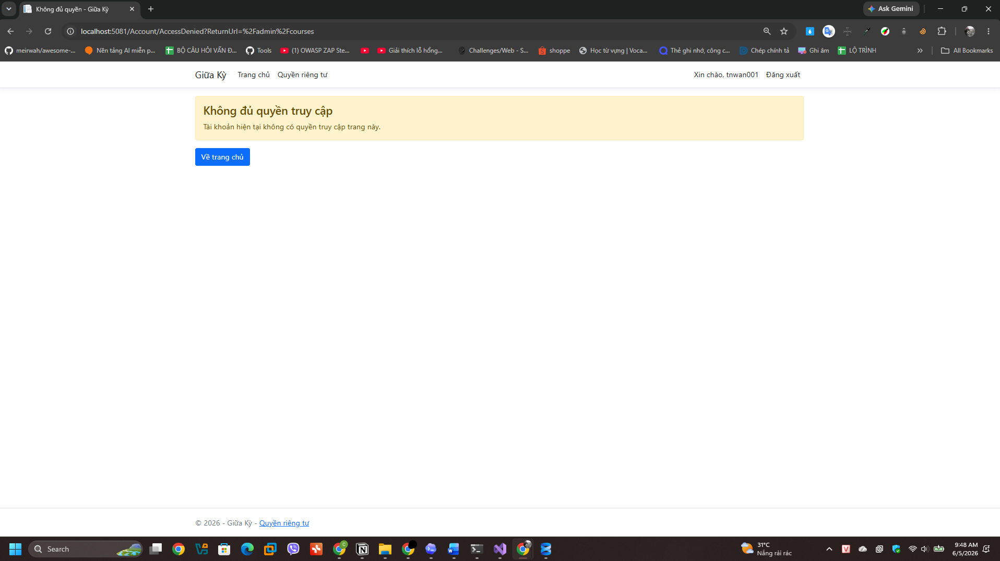 Không đủ quyền - Giữa Kỳ
Ask Gemini
localhost:5081/Account/AccessDenied?ReturnUrl=%2Fadmin%2Fcourses
meirwah/awesome-...
Nền tảng AI miễn p...
BỘ CÂU HỎI VẤN Đ...
Tools
(1) OWASP ZAP Ste...
Giải thích lỗ hổng...
Challenges/Web - S...
shoppe
Học từ vựng | Voca...
Thẻ ghi nhớ, công c...
Chép chính tả
Ghi âm
LỘ TRÌNH
All Bookmarks
Giữa Kỳ
Trang chủ
Quyền riêng tư
Xin chào, tnwan001
Đăng xuất
Không đủ quyền truy cập
Tài khoản hiện tại không có quyền truy cập trang này.
Về trang chủ
© 2026 - Giữa Kỳ - Quyền riêng tư
Search
31°C
Nắng rải rác
9:48 AM
6/5/2026